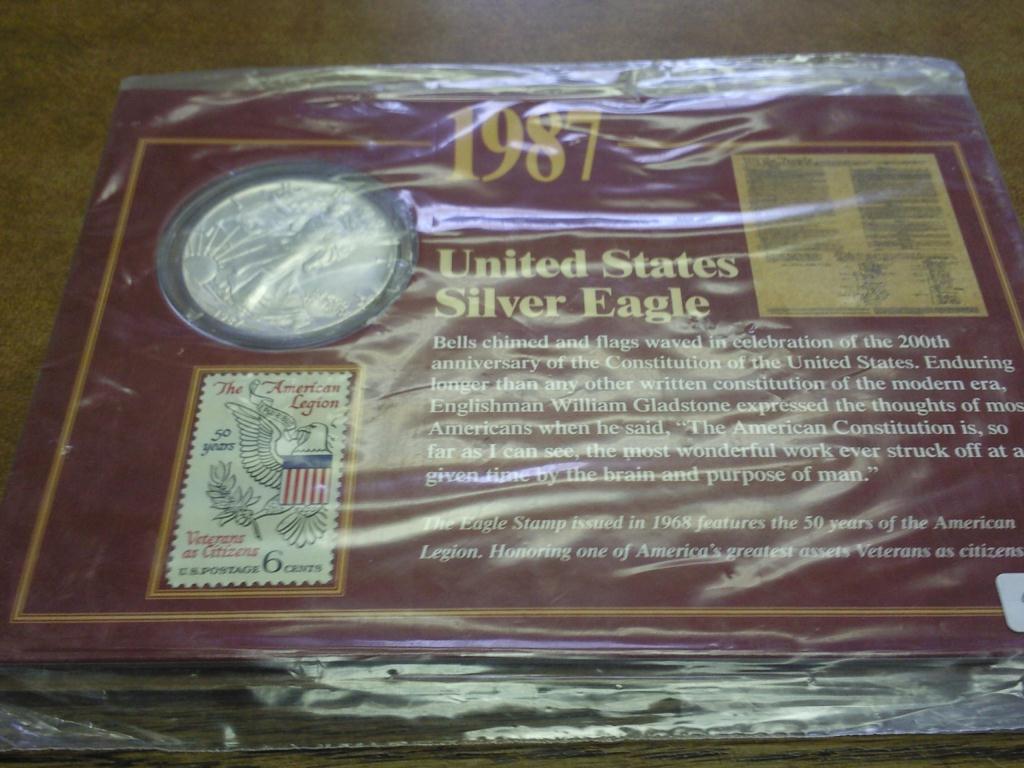 1987
United States
Silver Eagle
Bells chimed and flags waved in celebration of the 200th
anniversary of the Constitution of the United States. Enduring
longer than any other written constitution of the modern era,
Englishman William Gladstone expressed the thoughts of mos
Americans when he said, “The American Constitution is, so
far as I can see, the most wonderful work ever struck off at a
given time by the brain and purpose of man.”
The Eagle Stamp issued in 1968 features the 50 years of the American
Legion. Honoring one of America's greatest assets Veterans as citizens
The American
Legion
50
years
Veterans
as Citizens
U.S. POSTAGE 6 CENTS